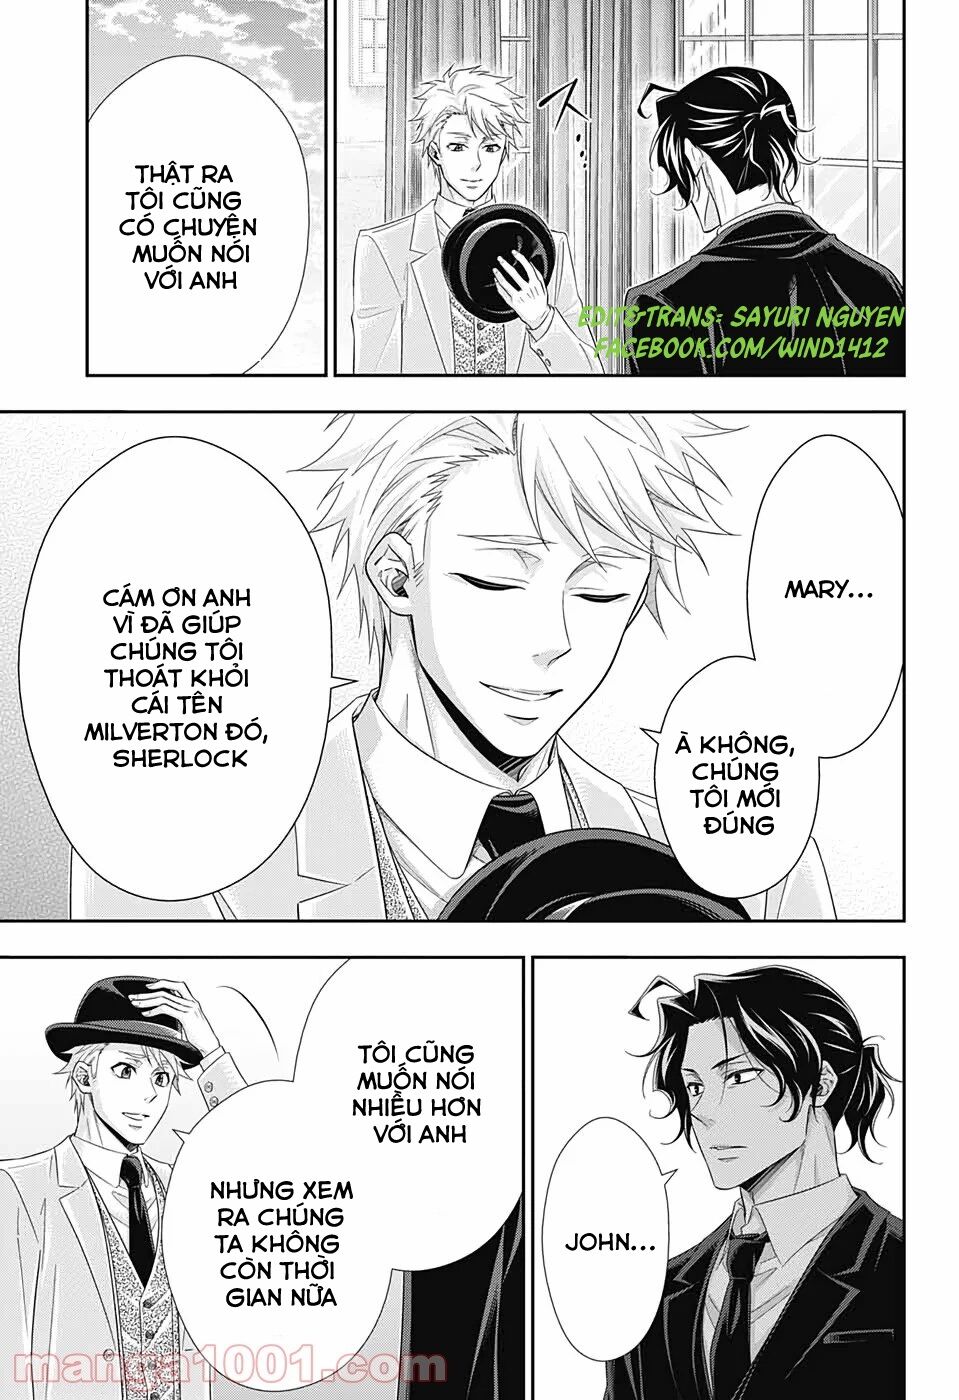 THẬT RA
TÔI CŨNG
CÓ CHUYỆN
MUỐN NÓI
VỚI ANH
EDIT&TRANS: SAYURI NGUYEN
FACEBOOK.COM/WIND1412
MARY...
À KHÔNG,
CHÚNG
TÔI MỚI
ĐÚNG
CÁM ƠN ANH
VÌ ĐÃ GIÚP
CHÚNG TÔI
THOÁT KHỎI
CÁI TÊN
MILVERTON ĐÓ,
SHERLOCK
JOHN...
TÔI CŨNG
MUỐN NÓI
NHIỀU HƠN
VỚI ANH
NHƯNG XEM
RA CHÚNG
TA KHÔNG
CÒN THỜI
GIAN NỮA
manga1001.com